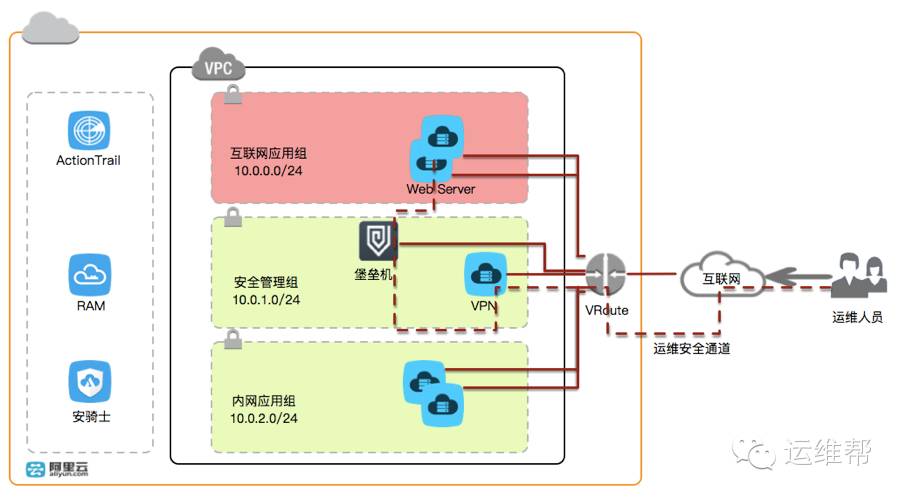 VPC
ActionTrail
RAM
安骑士
阿里云
aliyun.com
互联网应用组
10.0.0.0/24
Web Server
安全管理组
10.0.1.0/24
堡垒机
VPN
内网应用组
10.0.2.0/24
VRoute
互联网
运维人员
运维安全通道
运维帮